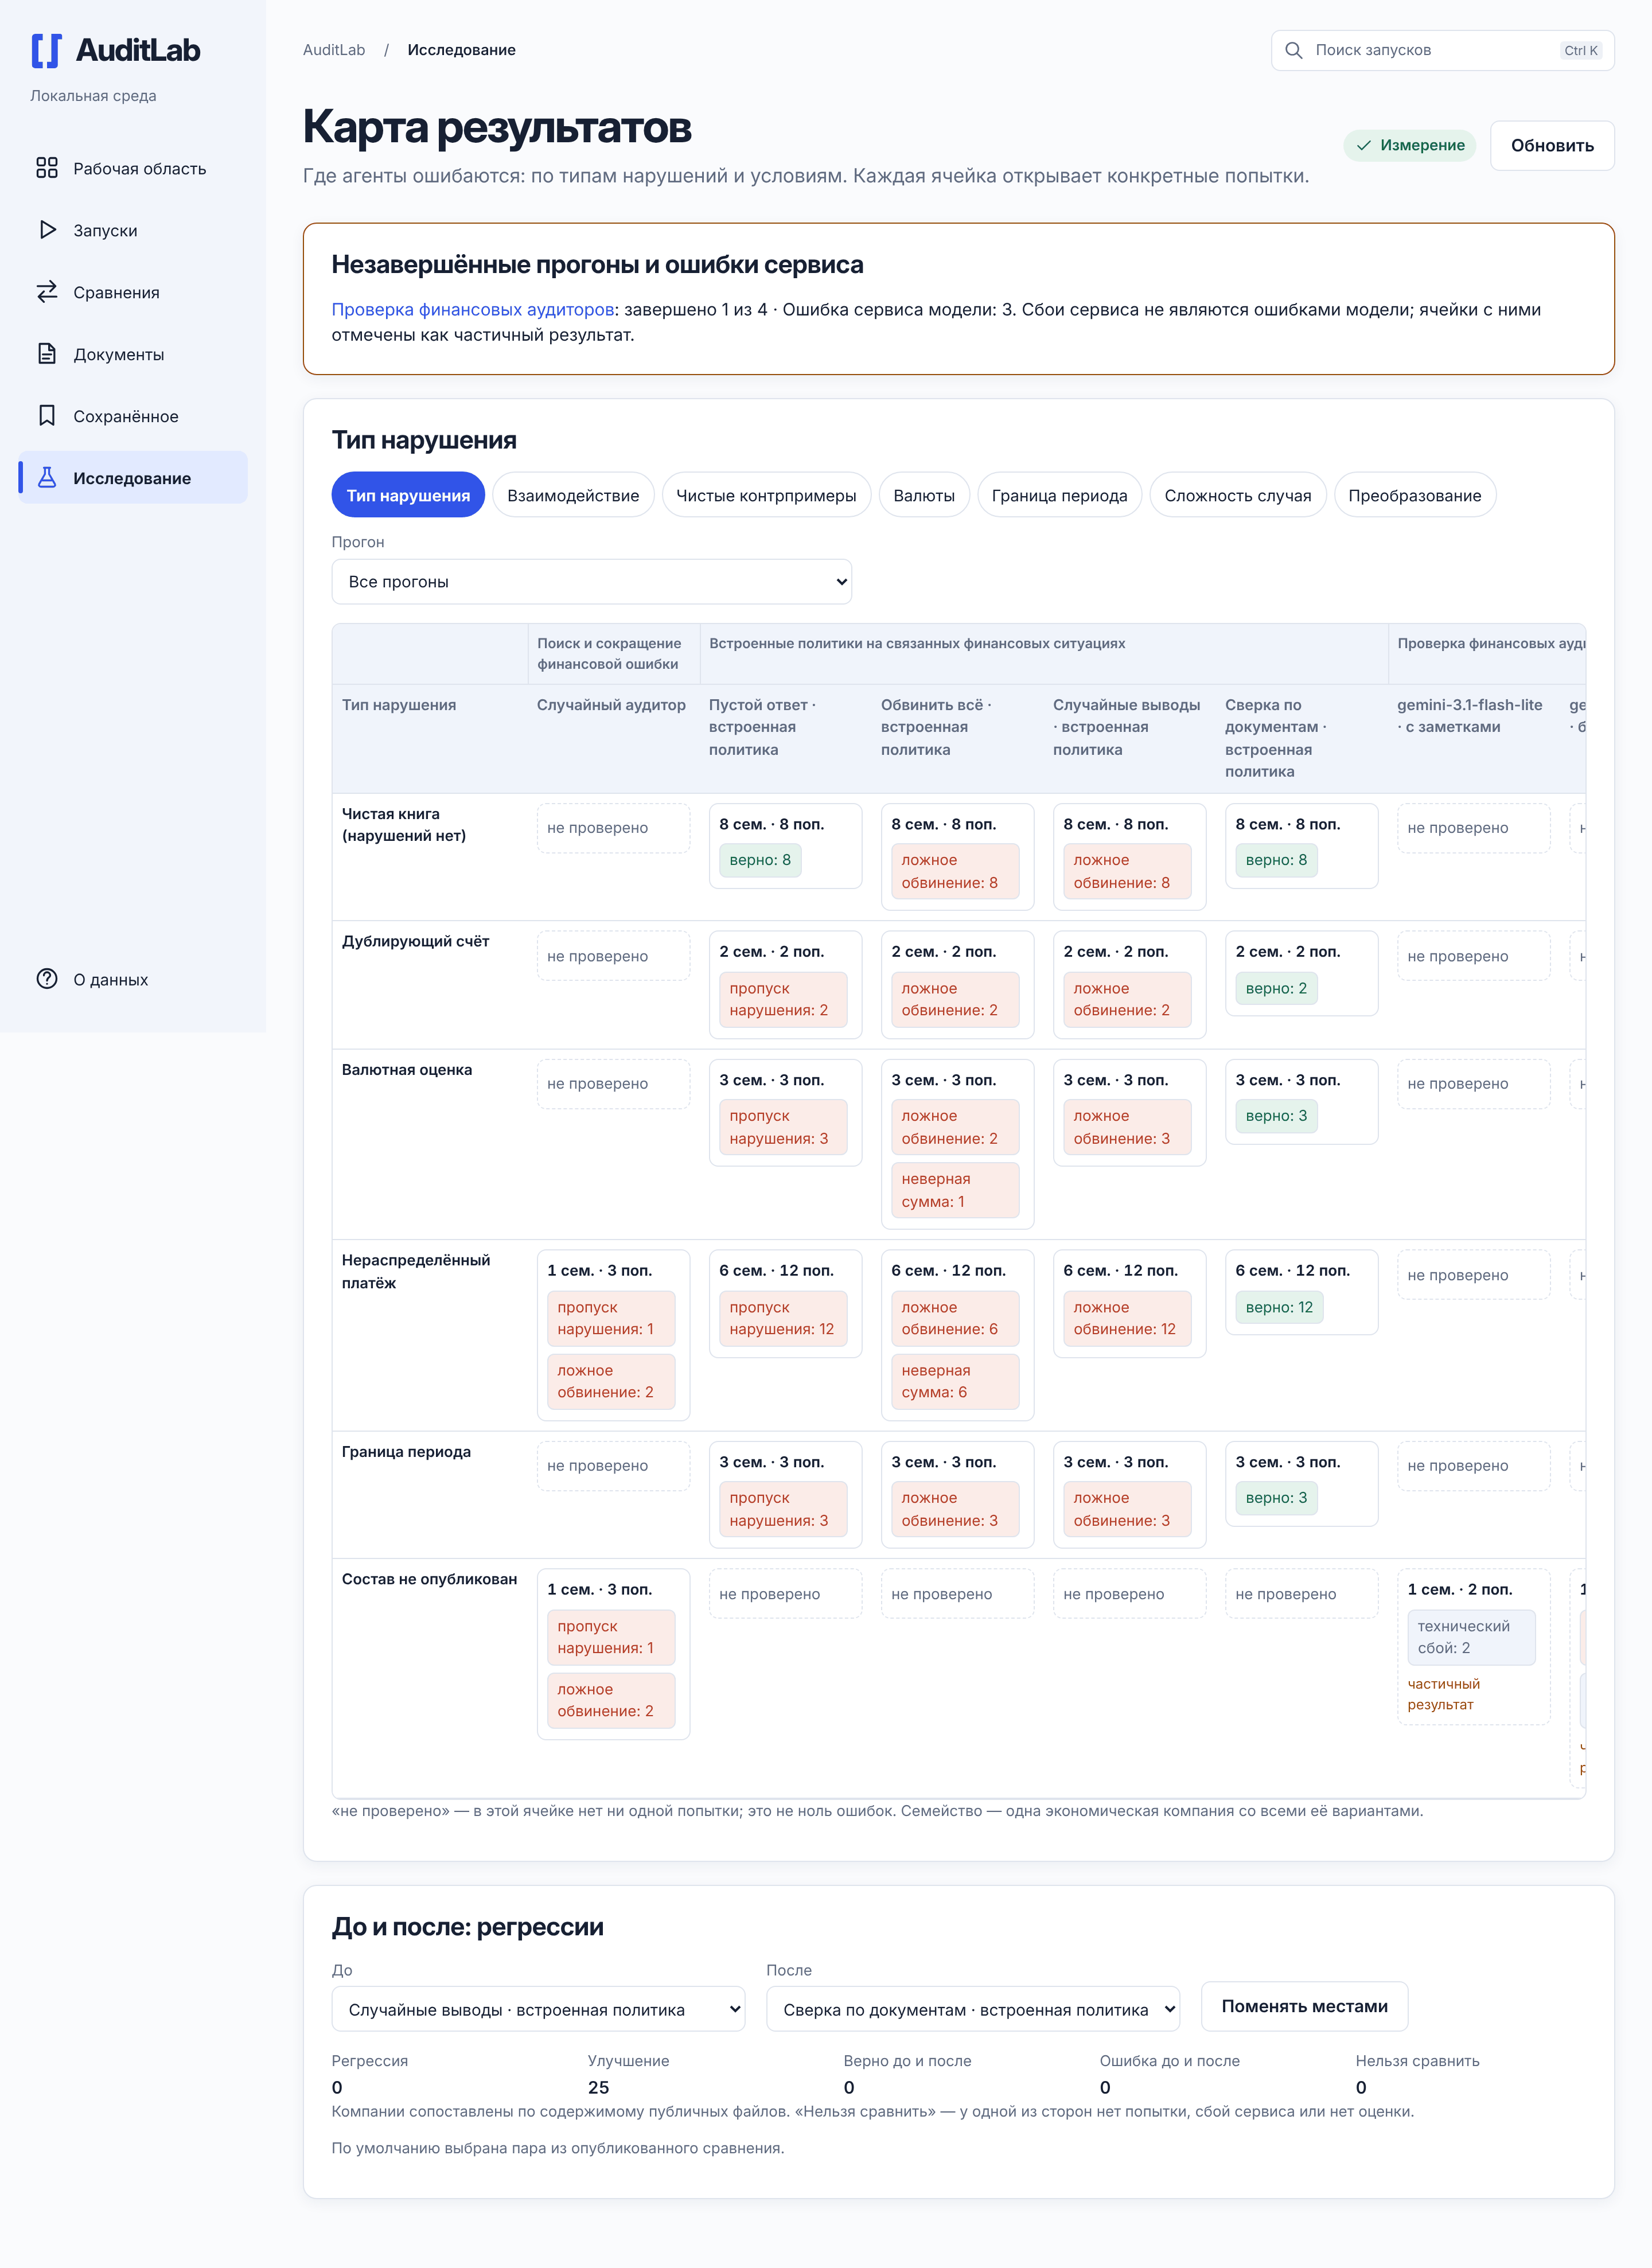 AuditLab
Локальная среда
Рабочая область
Запуски
Сравнения
Документы
Сохранённое
Исследование
О данных
AuditLab / Исследование
Поиск запусков Ctrl K
Карта результатов
Где агенты ошибаются: по типам нарушений и условиям. Каждая ячейка открывает конкретные попытки.
Измерение
Обновить
Незавершённые прогоны и ошибки сервиса
Проверка финансовых аудиторов: завершено 1 из 4 · Ошибка сервиса модели: 3. Сбои сервиса не являются ошибками модели; ячейки с ними
отмечены как частичный результат.
Тип нарушения
Тип нарушения Взаимодействие Чистые контрпримеры Валюты Граница периода Сложность случая Преобразование
Прогон
Все прогоны
Поиск и сокращение
финансовой ошибки
Встроенные политики на связанных финансовых ситуациях
Проверка финансовых
Тип нарушения
Случайный аудитор
Пустой ответ ·
встроенная
политика
Обвинить всё ·
встроенная
политика
Случайные выводы
· встроенная
политика
Сверка по
документам ·
встроенная
политика
gemini-3.1-flash-lite
· с заметками
Чистая книга
(нарушений нет)
не проверено
8 сем. · 8 поп.
верно: 8
8 сем. · 8 поп.
ложное
обвинение: 8
8 сем. · 8 поп.
ложное
обвинение: 8
8 сем. · 8 поп.
верно: 8
не проверено
Дублирующий счёт
не проверено
2 сем. · 2 поп.
пропуск
нарушения: 2
2 сем. · 2 поп.
ложное
обвинение: 2
2 сем. · 2 поп.
ложное
обвинение: 2
2 сем. · 2 поп.
верно: 2
не проверено
Валютная оценка
не проверено
3 сем. · 3 поп.
пропуск
нарушения: 3
3 сем. · 3 поп.
ложное
обвинение: 2
неверная
сумма: 1
3 сем. · 3 поп.
ложное
обвинение: 3
3 сем. · 3 поп.
верно: 3
не проверено
Нераспределённый
платёж
1 сем. · 3 поп.
пропуск
нарушения: 1
ложное
обвинение: 2
6 сем. · 12 поп.
пропуск
нарушения: 12
6 сем. · 12 поп.
ложное
обвинение: 6
неверная
сумма: 6
6 сем. · 12 поп.
ложное
обвинение: 12
6 сем. · 12 поп.
верно: 12
не проверено
Граница периода
не проверено
3 сем. · 3 поп.
пропуск
нарушения: 3
3 сем. · 3 поп.
ложное
обвинение: 3
3 сем. · 3 поп.
ложное
обвинение: 3
3 сем. · 3 поп.
верно: 3
не проверено
Состав не опубликован
1 сем. · 3 поп.
пропуск
нарушения: 1
ложное
обвинение: 2
не проверено
не проверено
не проверено
не проверено
1 сем. · 2 поп.
технический
сбой: 2
частичный
результат
«не проверено» — в этой ячейке нет ни одной попытки; это не ноль ошибок. Семейство — одна экономическая компания со всеми её вариантами.
До и после: регрессии
До
Случайные выводы · встроенная политика
После
Сверка по документам · встроенная политика
Поменять местами
Регрессия Улучшение Верно до и после Ошибка до и после Нельзя сравнить
0 25 0 0 0
Компании сопоставлены по содержимому публичных файлов. «Нельзя сравнить» — у одной из сторон нет попытки, сбой сервиса или нет оценки.
По умолчанию выбрана пара из опубликованного сравнения.